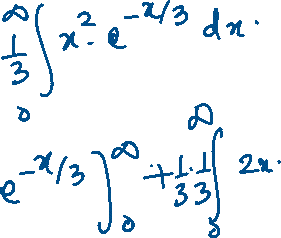 1/3 ∫₀^∞ x² · e^{-x/3} dx ·
e^{-x/3} ]₀^∞ + 1/3 · 1/3 ∫₀^∞ 2x ·